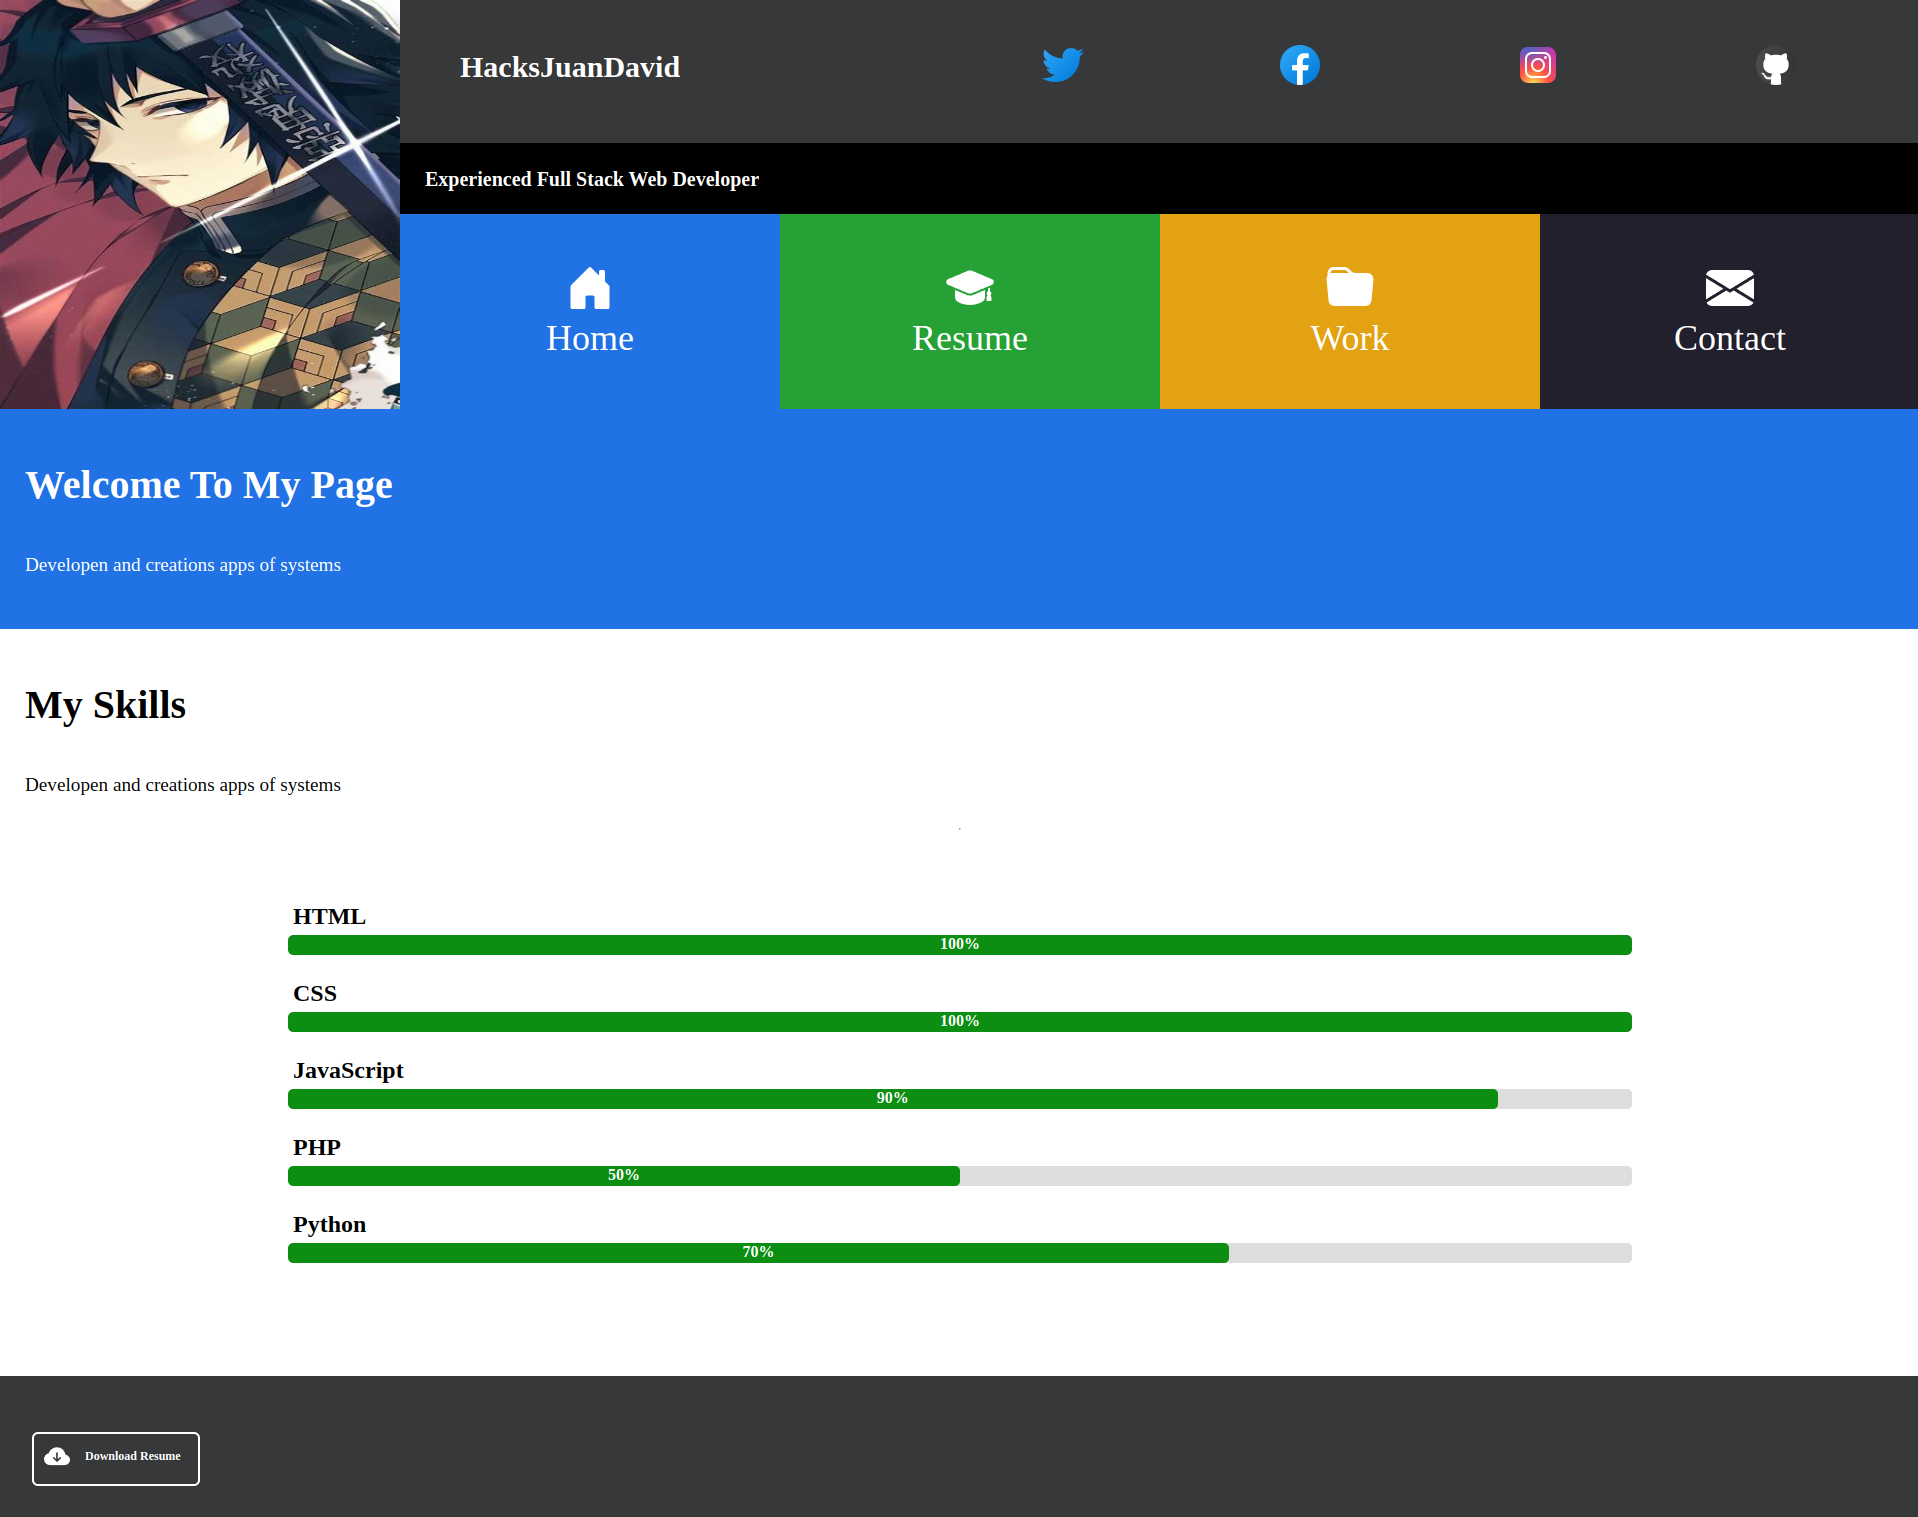 HacksJuanDavid
Experienced Full Stack Web Developer
Home
Resume
Work
Contact
Welcome To My Page
Developen and creations apps of systems
My Skills
Developen and creations apps of systems
HTML
100%
CSS
100%
JavaScript
90%
PHP
50%
Python
70%
Download Resume